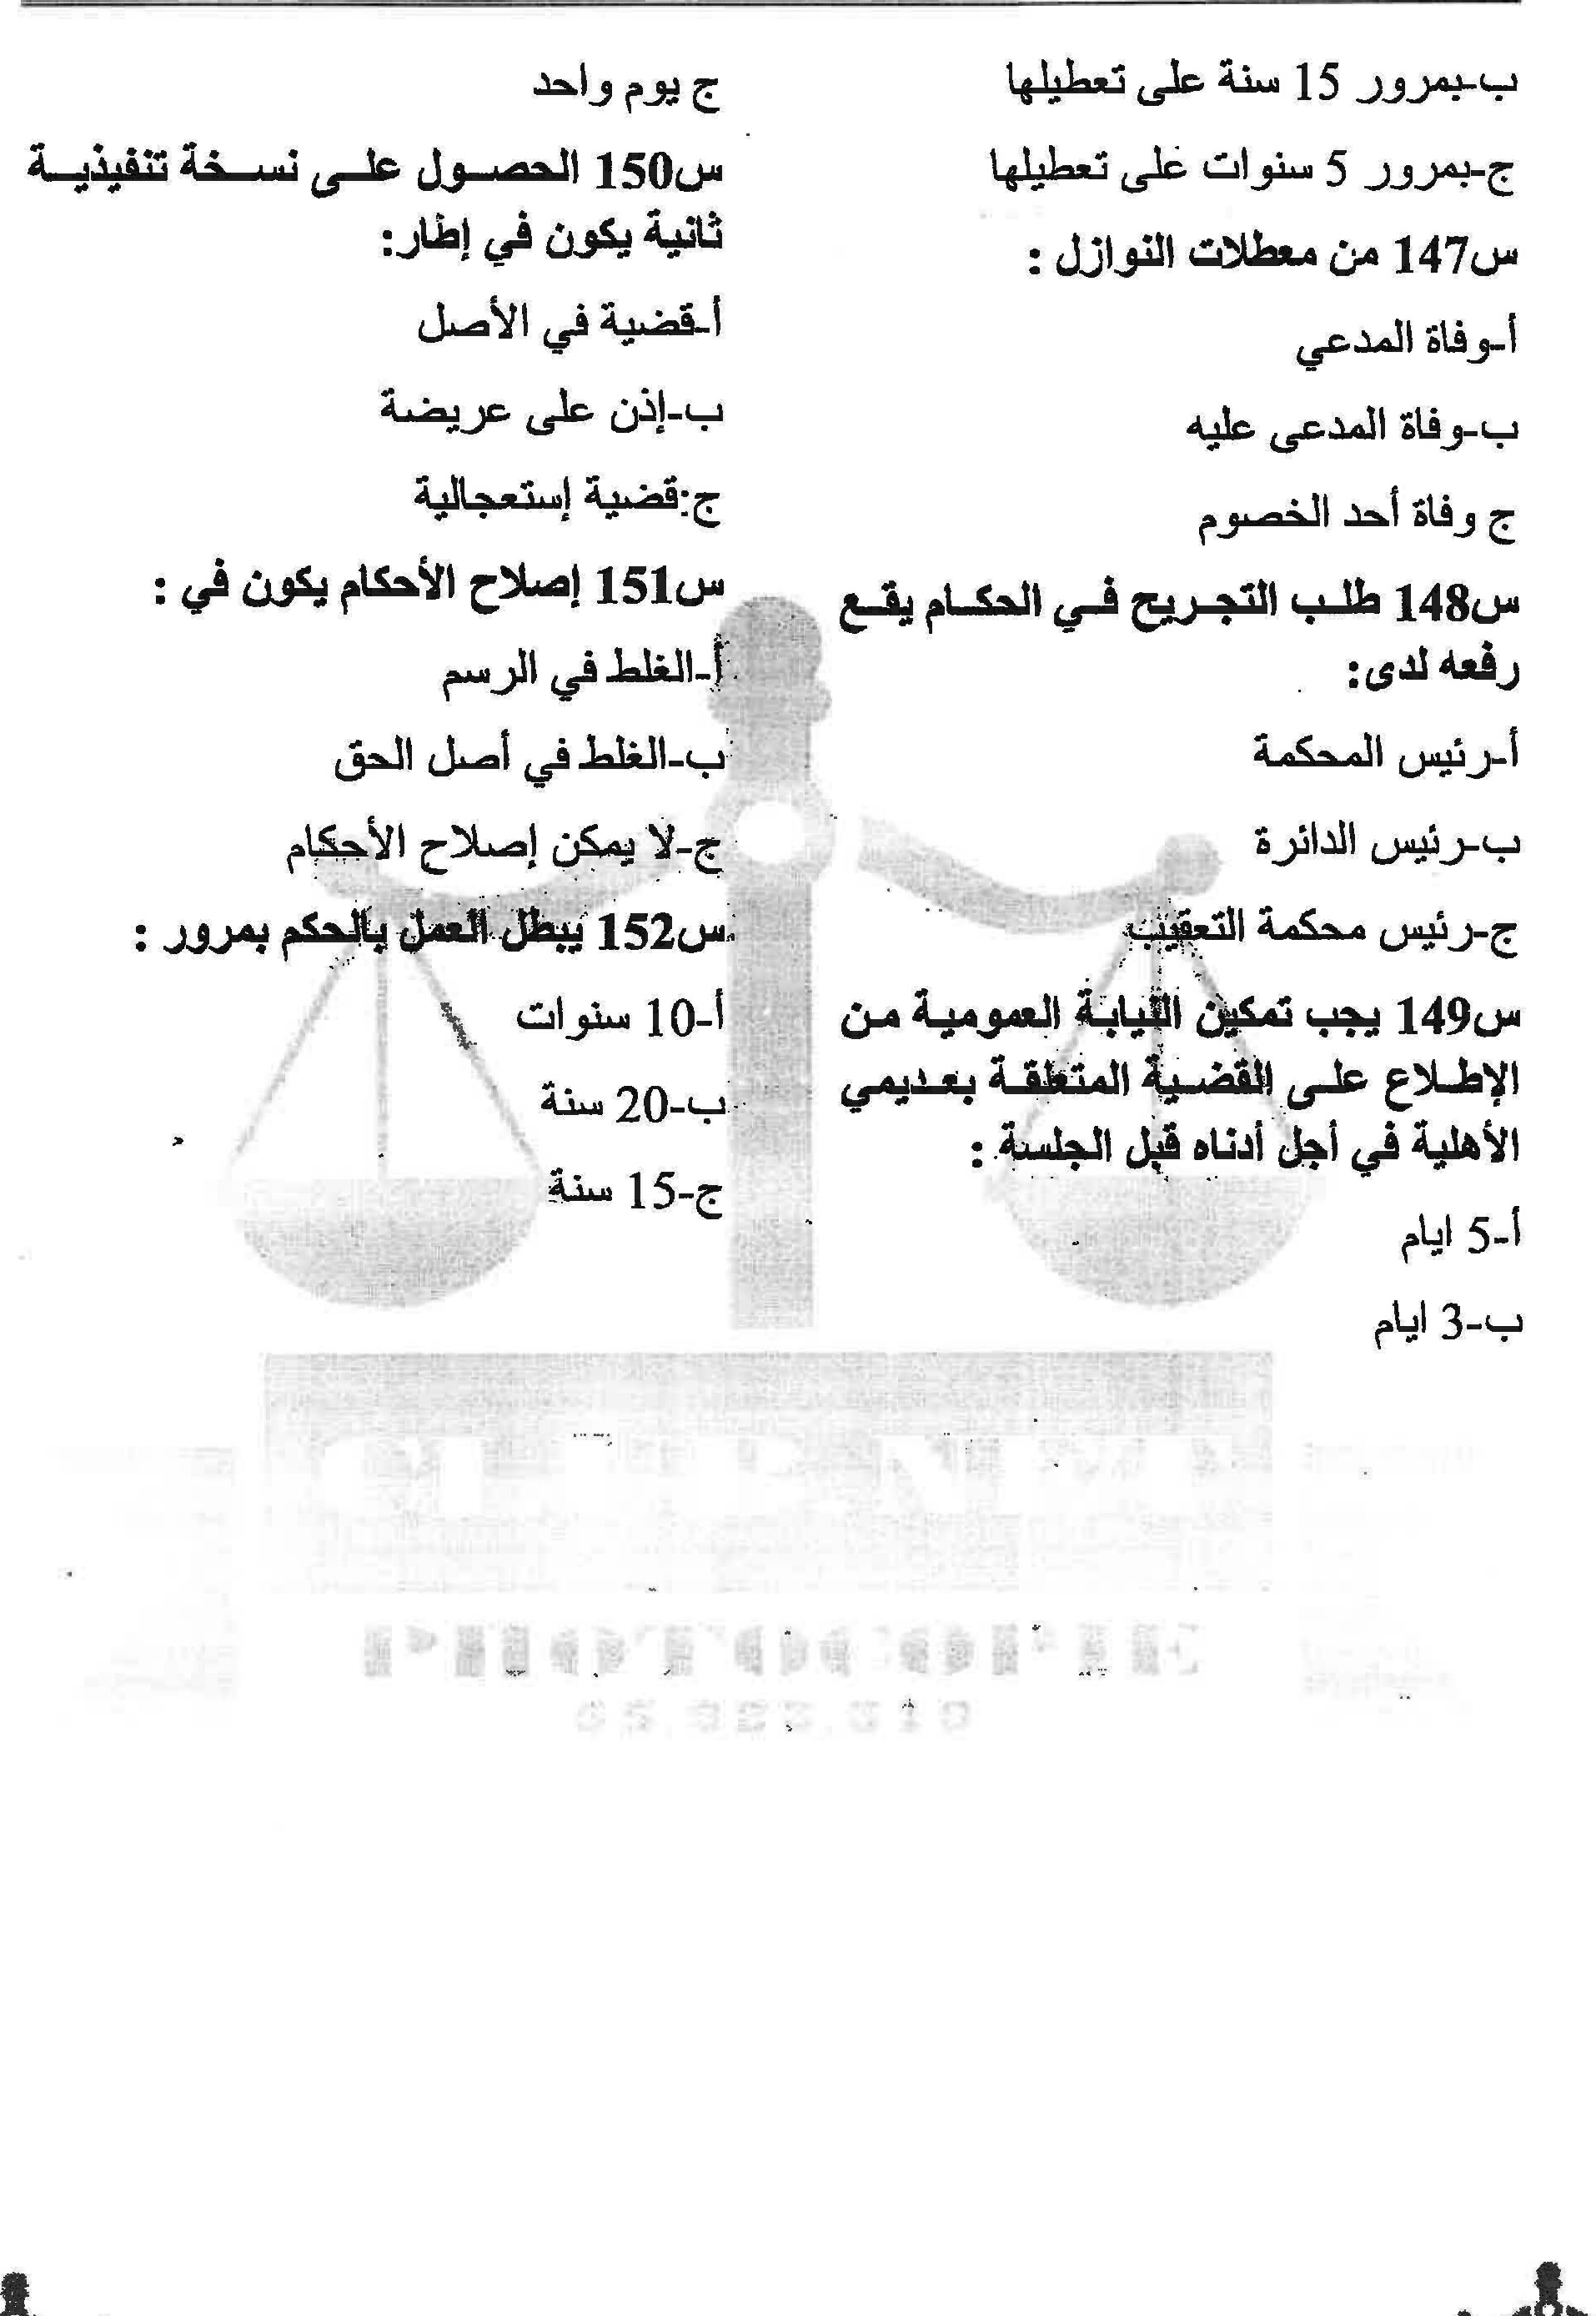 ب-بمرور 15 سنة على تعطيلها
ج-بمرور 5 سنوات على تعطيلها
س147 من معطلات النوازل :
أ-وفاة المدعي
ب-وفاة المدعى عليه
ج وفاة أحد الخصوم
س148 طلب التجريح في الحكام يقع
رفعه لدى:
أ-رئيس المحكمة
ب-رئيس الدائرة
ج-رئيس محكمة التعقيب
س149 يجب تمكين النيابة العمومية من
الإطلاع على القضية المتعلقة بعديمي
الأهلية في أجل أدناه قبل الجلسة :
أ-5 ايام
ب-3 ايام
ج يوم واحد
س150 الحصول على نسخة تنفيذية
ثانية يكون في إطار:
أ-قضية في الأصل
ب-إذن على عريضة
ج:قضية إستعجالية
س151 إصلاح الأحكام يكون في :
أ-الغلط في الرسم
ب-الغلط في أصل الحق
ج-لا يمكن إصلاح الأحكام
س152 يبطل العمل بالحكم بمرور :
أ-10 سنوات
ب-20 سنة
ج-15 سنة
PHOTOCOPIE